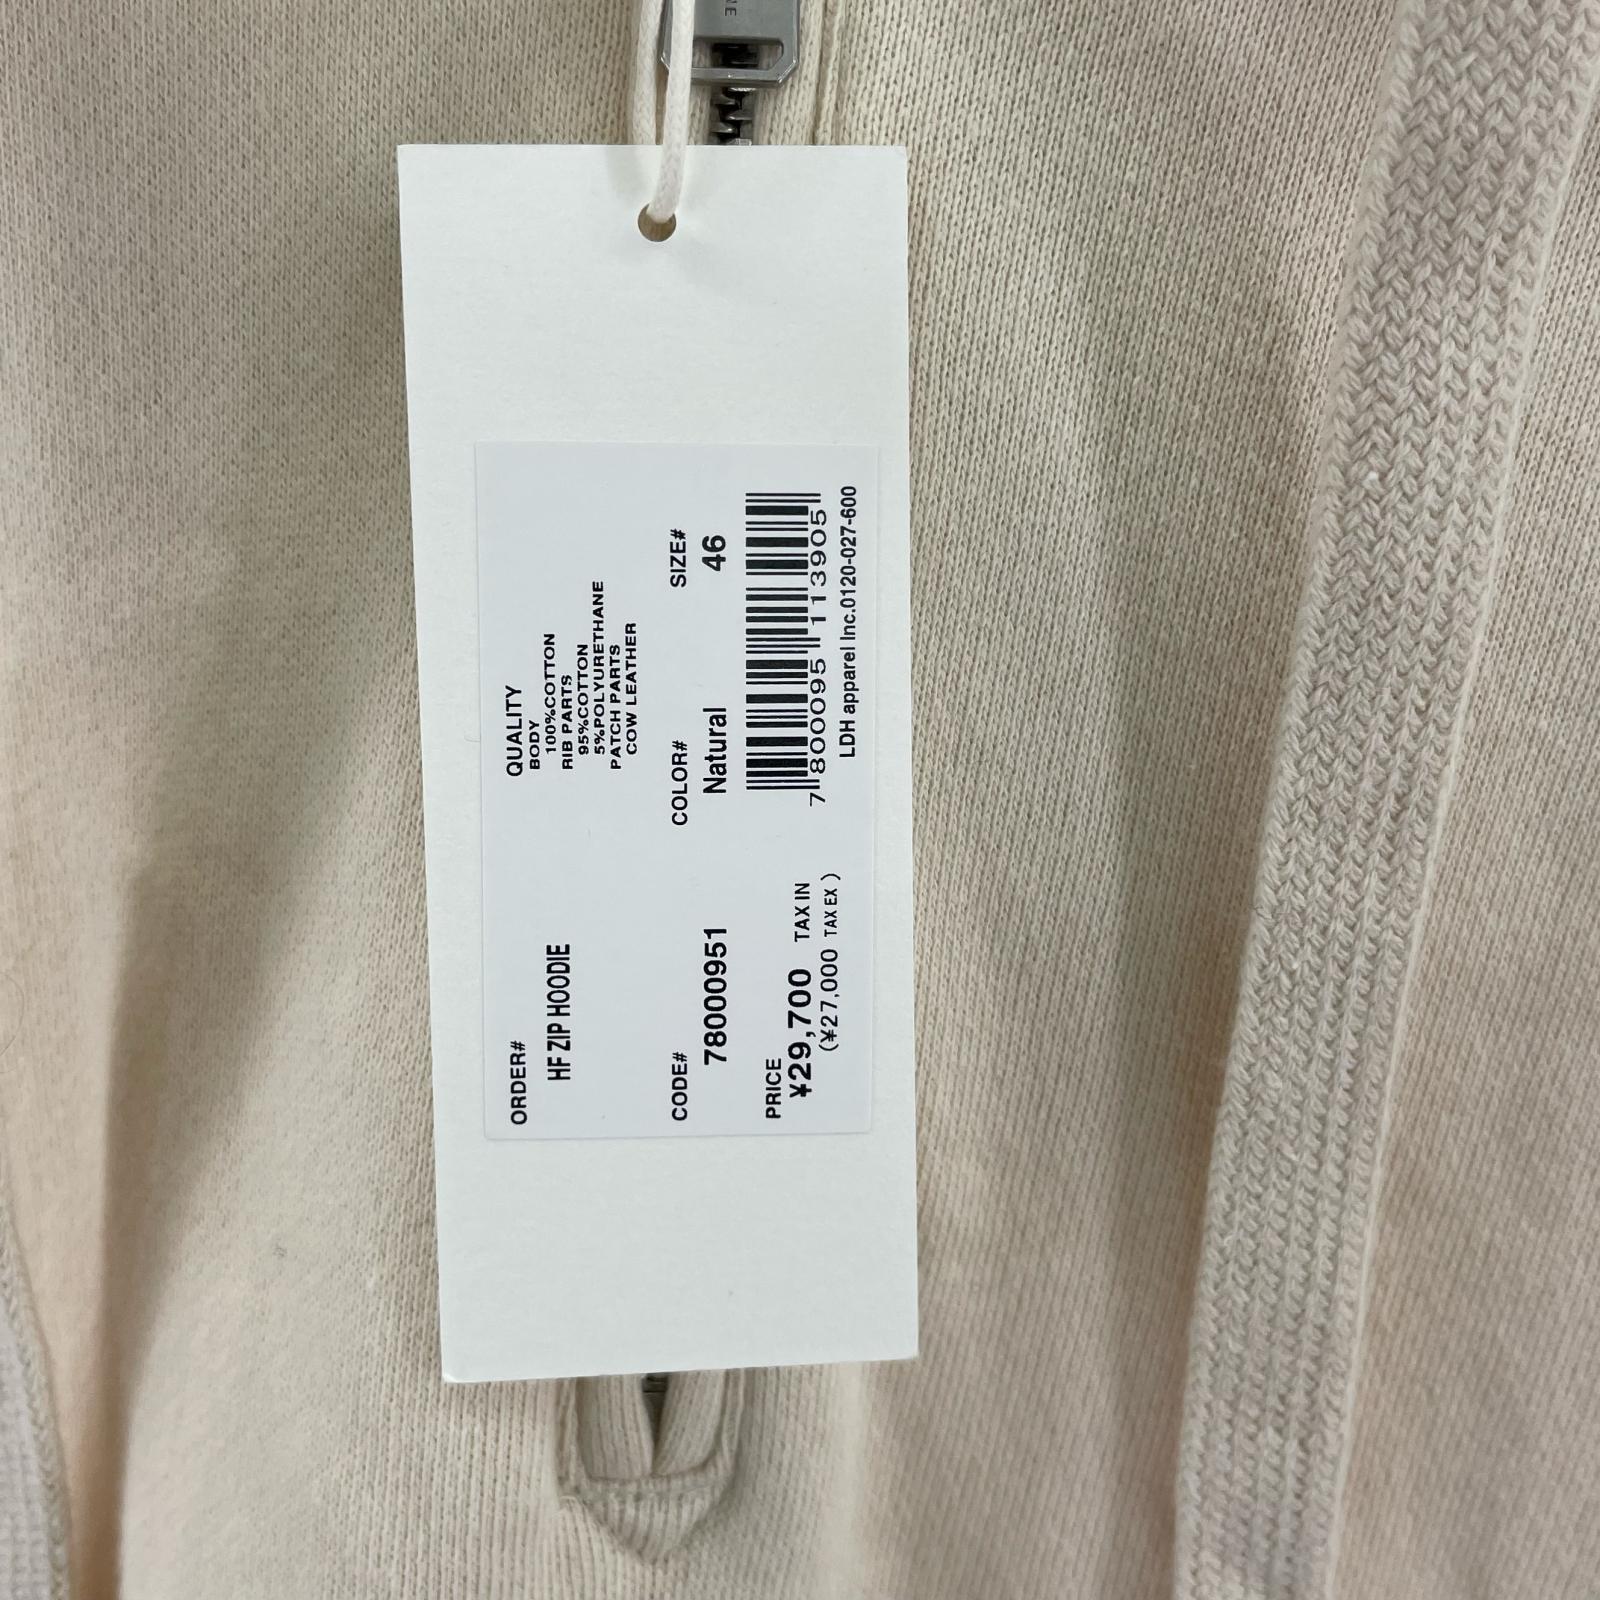 ORDER#
HF ZIP HOODIE
QUALITY
BODY
100%COTTON
RIB PARTS
95%COTTON
5%POLYURETHANE
PATCH PARTS
COW LEATHER
CODE#
78000951
COLOR#
Natural
SIZE#
46
PRICE
¥29,700 TAX IN
(¥27,000 TAX EX )
7 800095 113905
LDH apparel Inc.0120-027-600